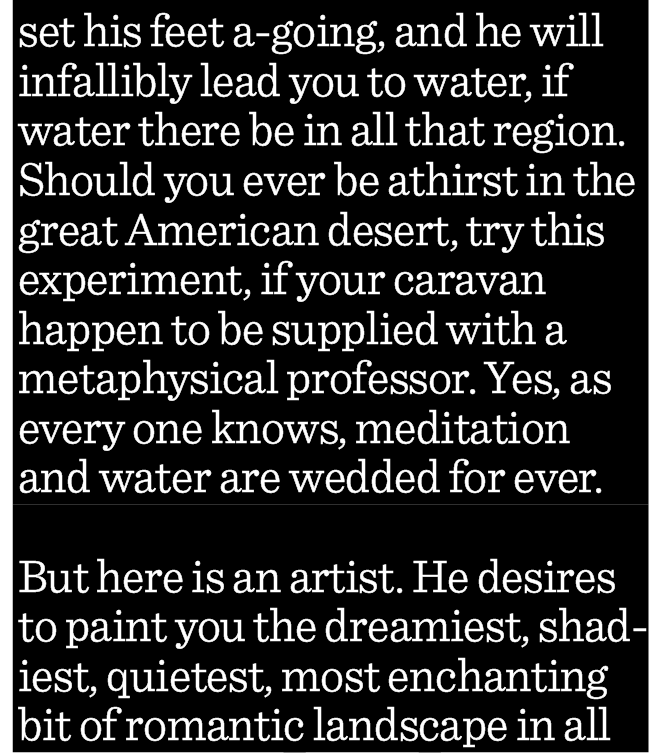 set his feet a-going, and he will
infallibly lead you to water, if
water there be in all that region.
Should you ever be athirst in the
great American desert, try this
experiment, if your caravan
happen to be supplied with a
metaphysical professor. Yes, as
every one knows, meditation
and water are wedded for ever.
But here is an artist. He desires
to paint you the dreamiest, shad-
iest, quietest, most enchanting
bit of romantic landscape in all